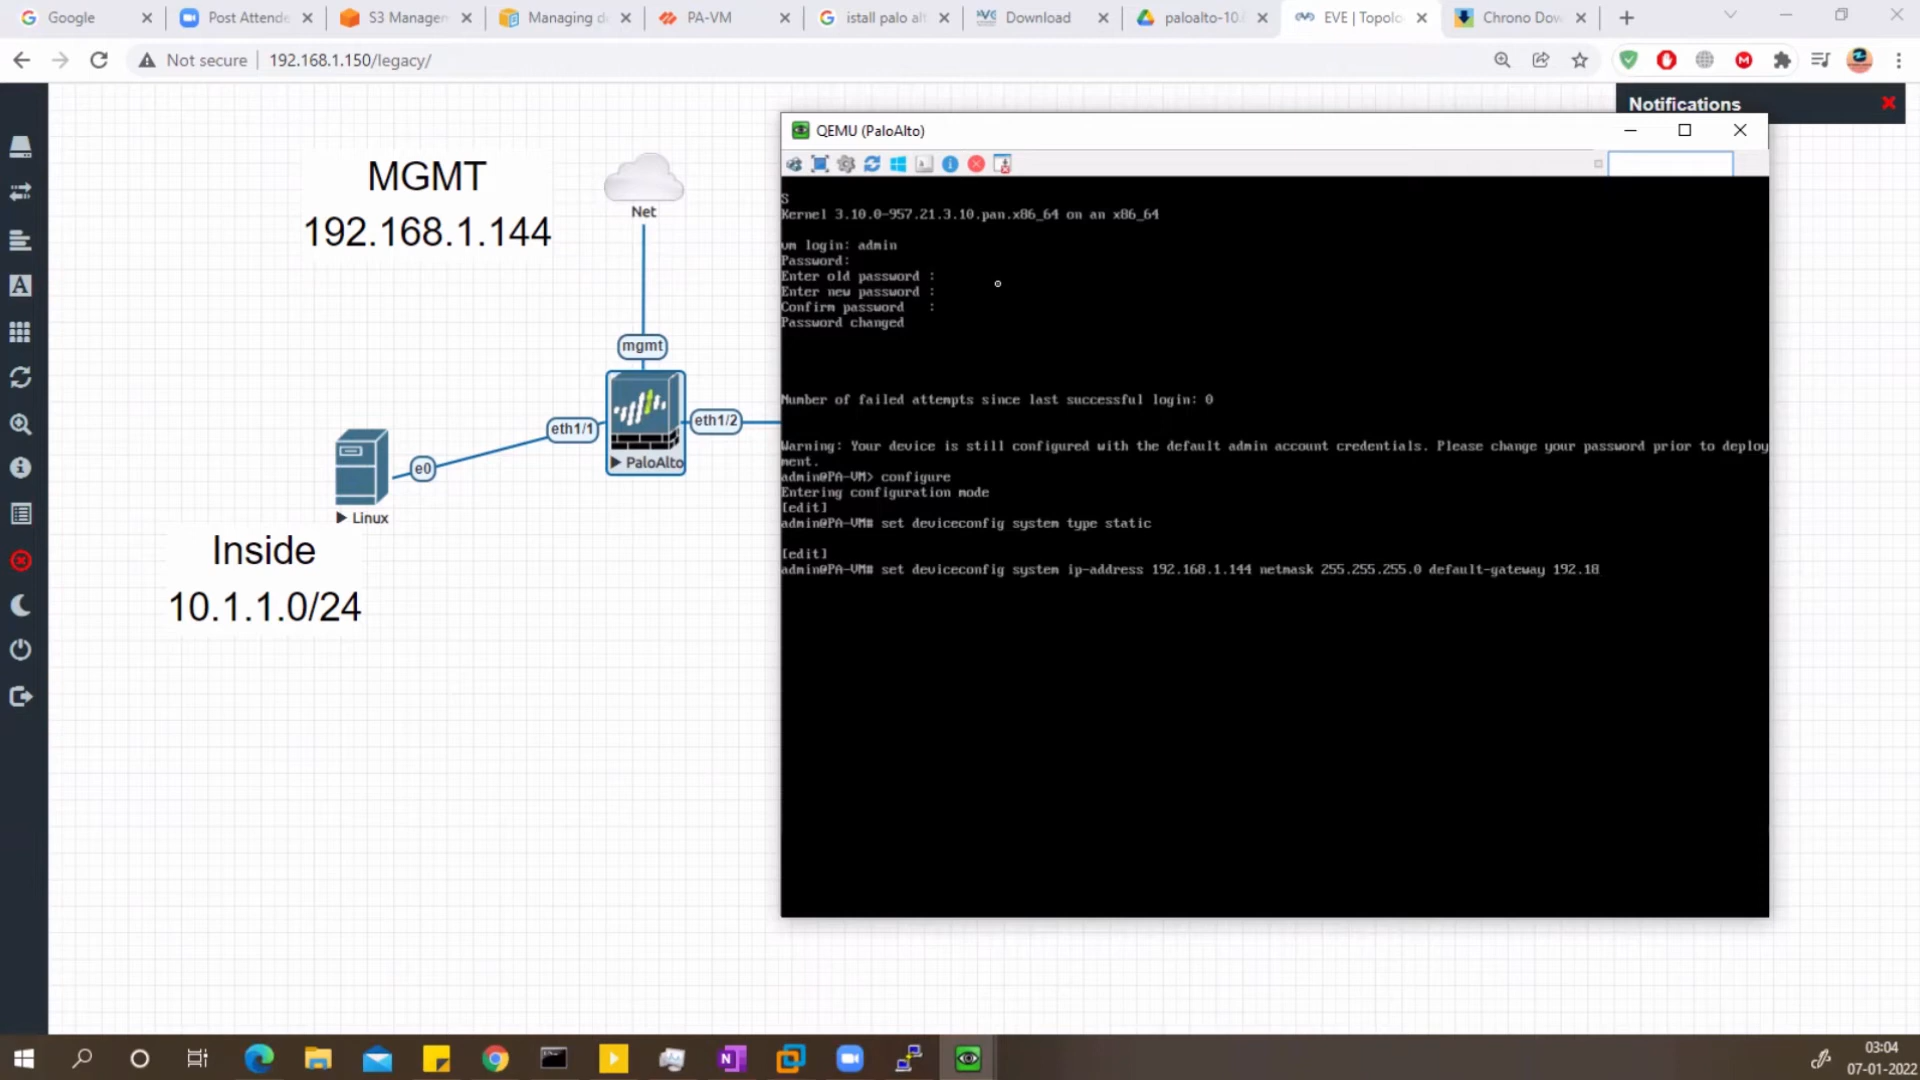 Google
Post Attende
S3 Manager
Managing d
PA-VM
istall palo alt
Download
paloalto-10.
EVE | Topolo
Chrono Dow
Not secure
192.168.1.150/legacy/
Notifications
QEMU (PaloAlto)
MGMT
192.168.1.144
Net
mgmt
eth1/1
eth1/2
PaloAlto
e0
Linux
Inside
10.1.1.0/24
S
Kernel 3.10.0-957.21.3.10.pan.x86_64 on an x86_64
vm login: admin
Password:
Enter old password :
Enter new password :
Confirm password   :
Password changed
Number of failed attempts since last successful login: 0
Warning: Your device is still configured with the default admin account credentials. Please change your password prior to deploy
ment.
admin@PA-VM> configure
Entering configuration mode
[edit]
admin@PA-VM# set deviceconfig system type static
[edit]
admin@PA-VM# set deviceconfig system ip-address 192.168.1.144 netmask 255.255.255.0 default-gateway 192.18
03:04
07-01-2022